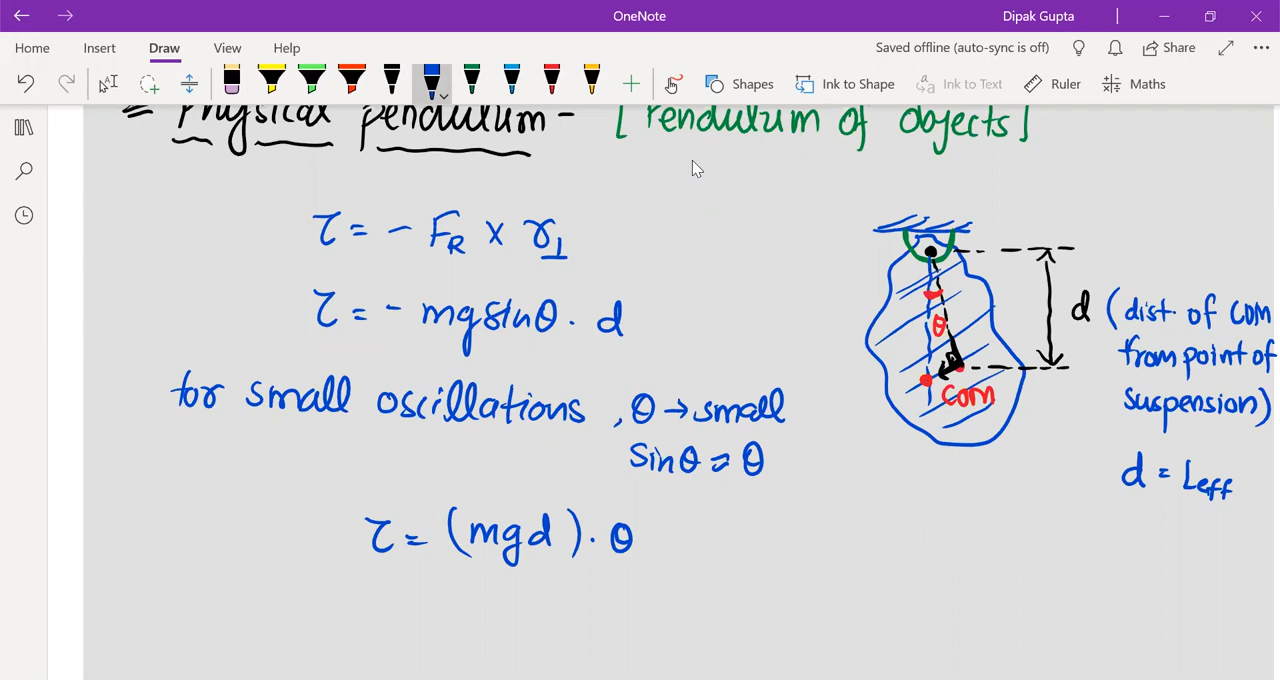 OneNote
Dipak Gupta
Home Insert Draw View Help
Saved offline (auto-sync is off)
Share
Shapes
Ink to Shape
Ink to Text
Ruler
Maths
= Physical pendulum - [Pendulum of objects]
τ = - F_R × r_⊥
τ = - mg sinθ · d
for small oscillations , θ → small
sinθ ≈ θ
τ = (mgd) · θ
θ
COM
d (dist. of COM
from point of
suspension)
d = L_eff